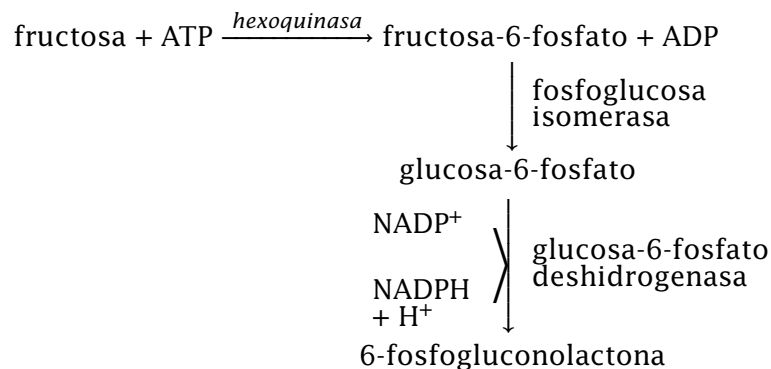 hexoquinasa
fructosa + ATP ⟶ fructosa-6-fosfato + ADP
fosfoglucosa
isomerasa
glucosa-6-fosfato
NADP⁺
glucosa-6-fosfato
deshidrogenasa
NADPH
+ H⁺
6-fosfogluconolactona